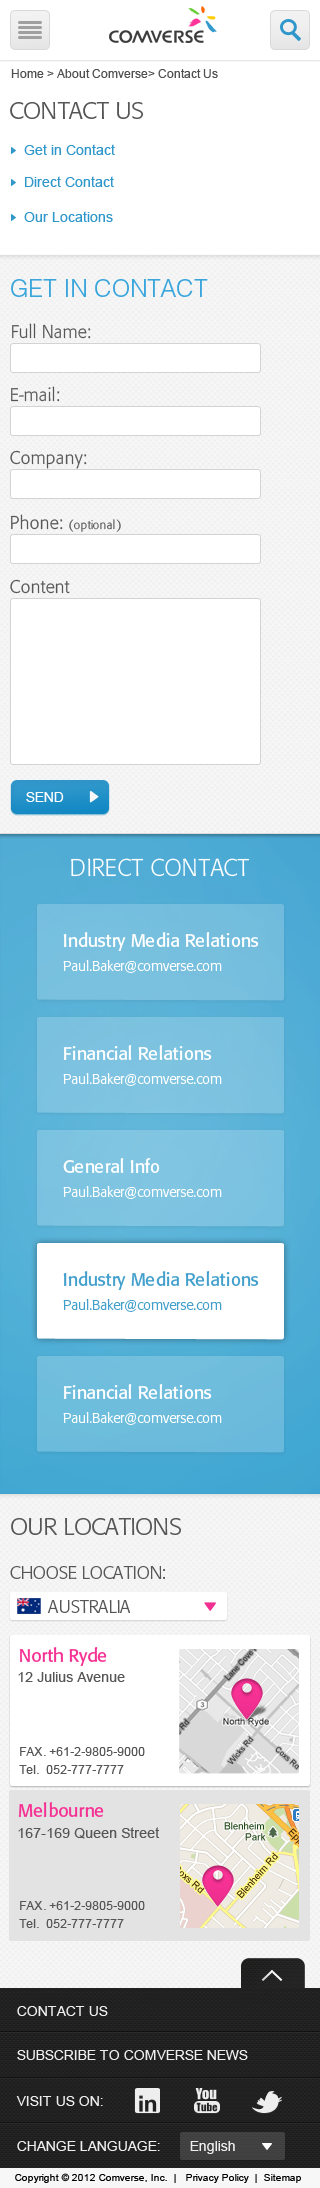 COMVERSE
Home > About Comverse> Contact Us
CONTACT US
Get in Contact
Direct Contact
Our Locations
GET IN CONTACT
Full Name:
E-mail:
Company:
Phone: (optional)
Content
SEND
DIRECT CONTACT
Industry Media Relations
Paul.Baker@comverse.com
Financial Relations
Paul.Baker@comverse.com
General Info
Paul.Baker@comverse.com
Industry Media Relations
Paul.Baker@comverse.com
Financial Relations
Paul.Baker@comverse.com
OUR LOCATIONS
CHOOSE LOCATION:
AUSTRALIA
North Ryde
12 Julius Avenue
FAX. +61-2-9805-9000
Tel. 052-777-7777
Lane Cove
3
North Ryde
Rd
Wicks Rd
Cox Rd
Melbourne
167-169 Queen Street
FAX. +61-2-9805-9000
Tel. 052-777-7777
Blenheim
Park
Blenheim Rd
oxs Rd
CONTACT US
SUBSCRIBE TO COMVERSE NEWS
VISIT US ON: in You Tube
CHANGE LANGUAGE: English
Copyright © 2012 Comverse, Inc. | Privacy Policy | Sitemap